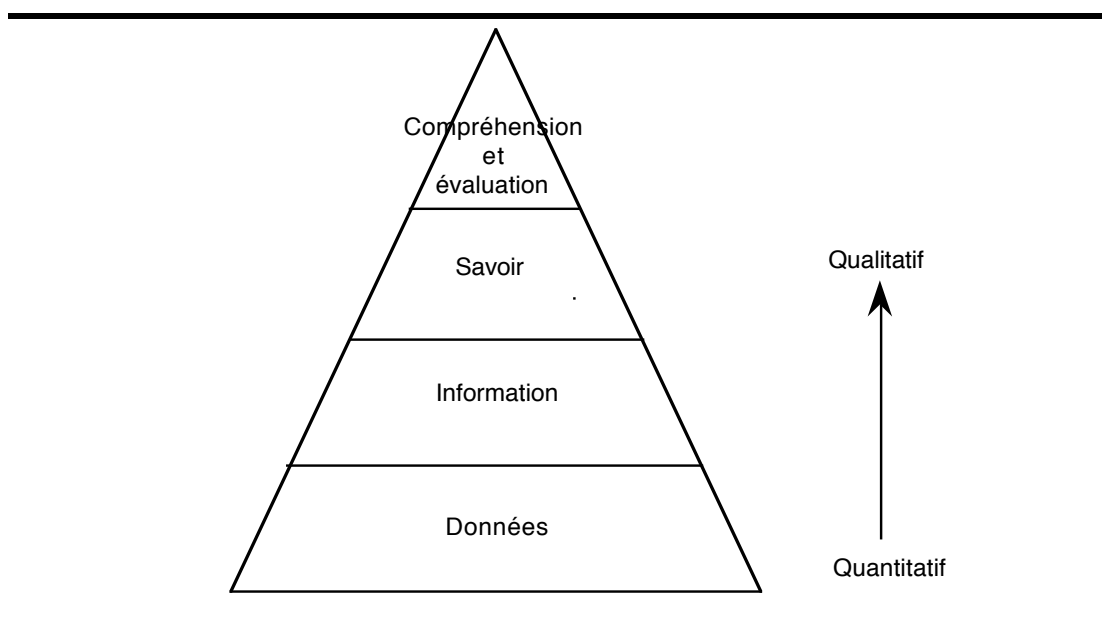 Compréhension
et
évaluation
Savoir
Qualitatif
Information
Données
Quantitatif